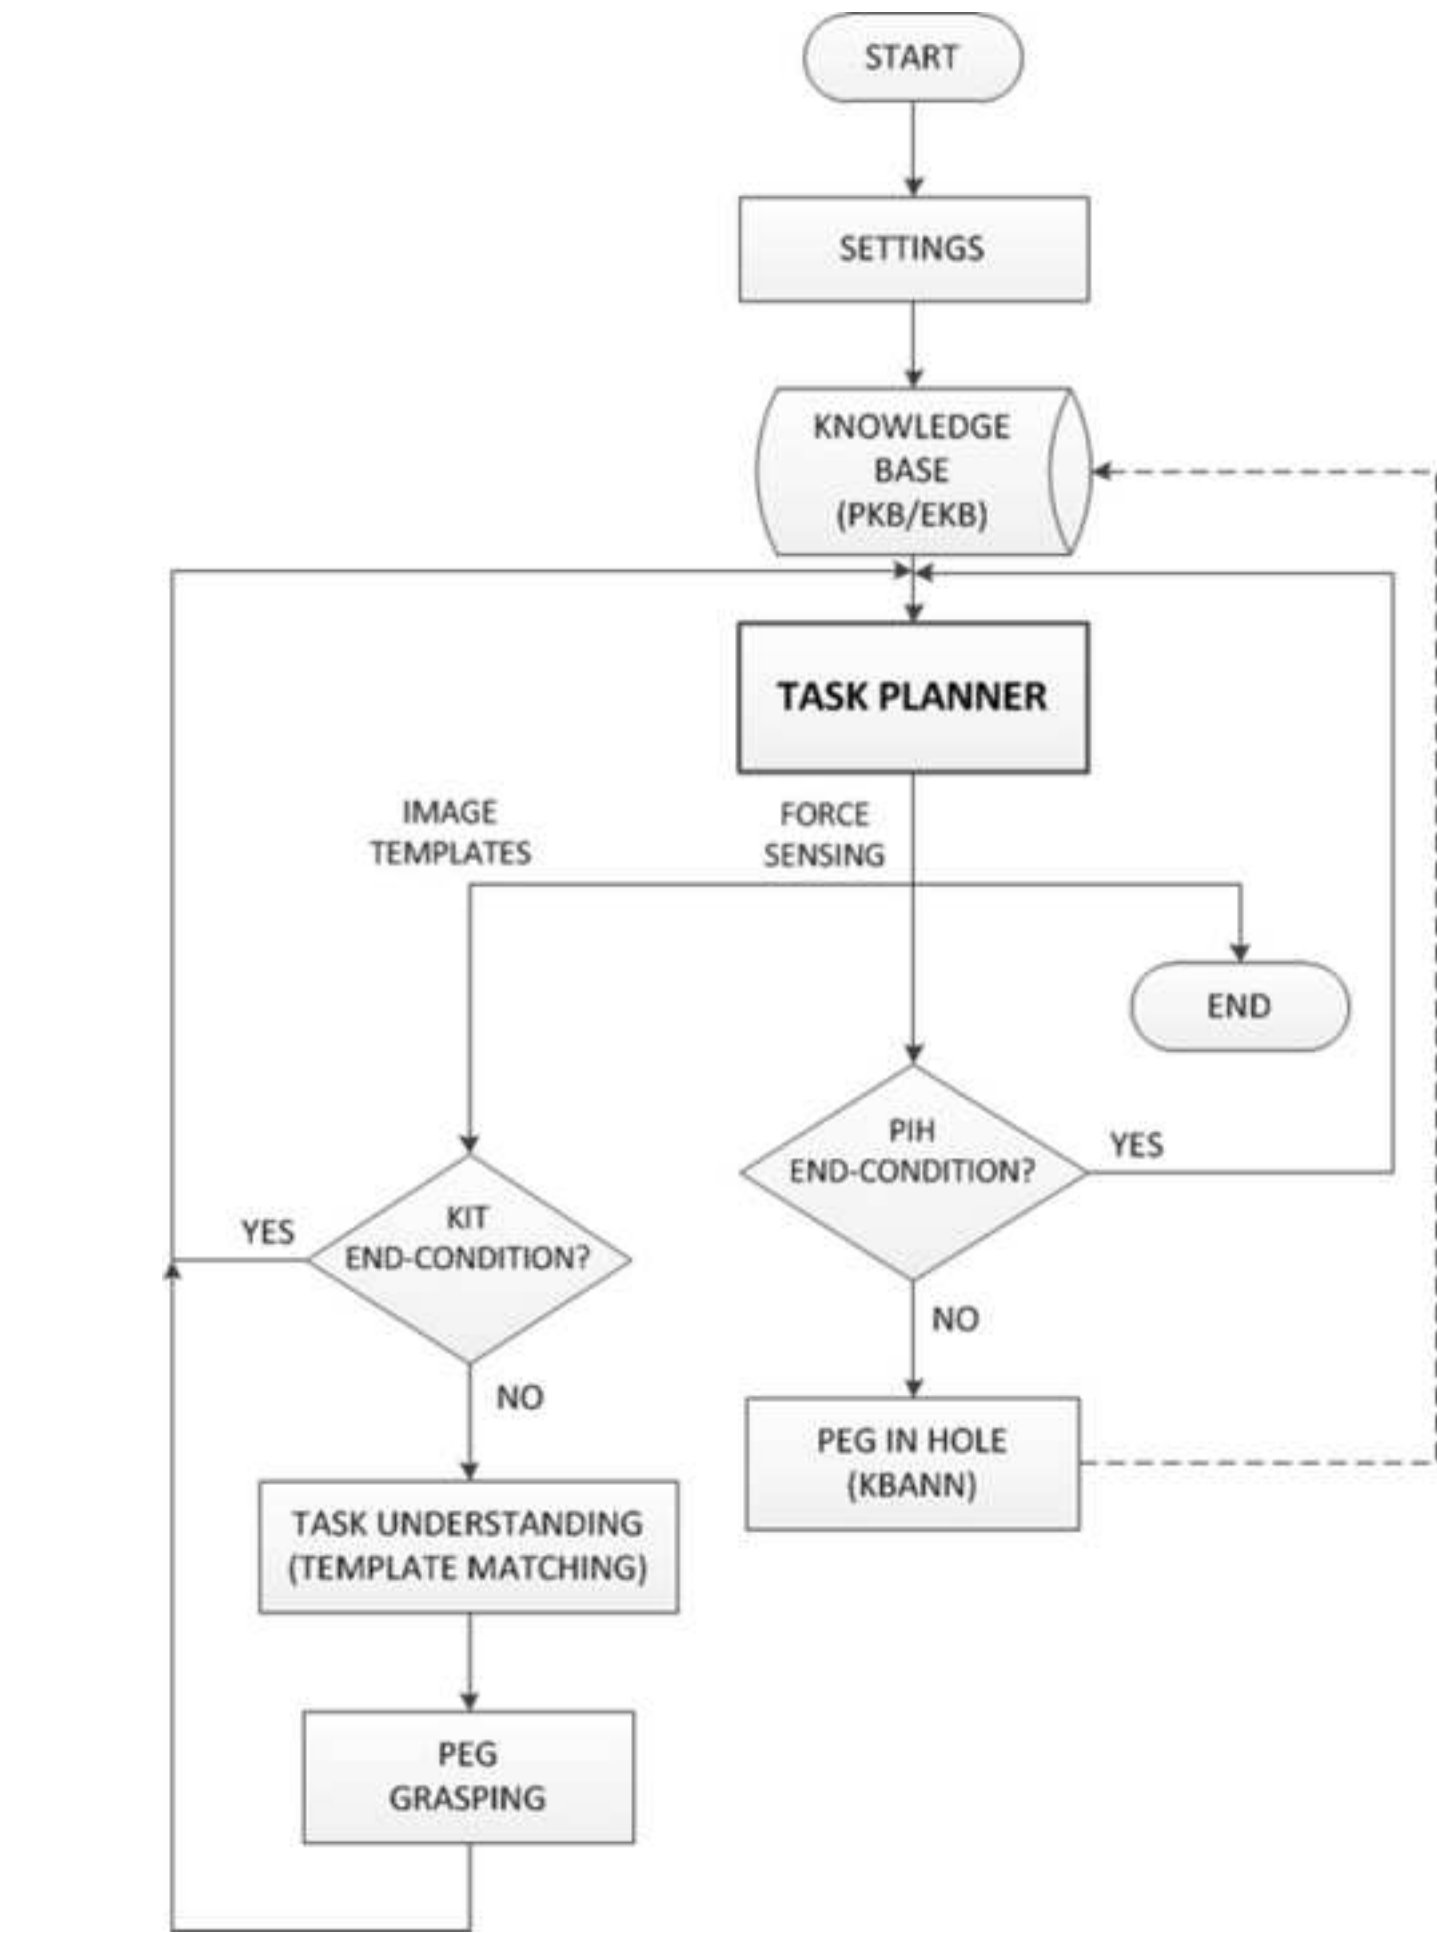 START
SETTINGS
KNOWLEDGE
BASE
(PKB/EKB)
TASK PLANNER
IMAGE
TEMPLATES
FORCE
SENSING
END
PIH
END-CONDITION?
YES
KIT
END-CONDITION?
YES
NO
NO
PEG IN HOLE
(KBANN)
TASK UNDERSTANDING
(TEMPLATE MATCHING)
PEG
GRASPING